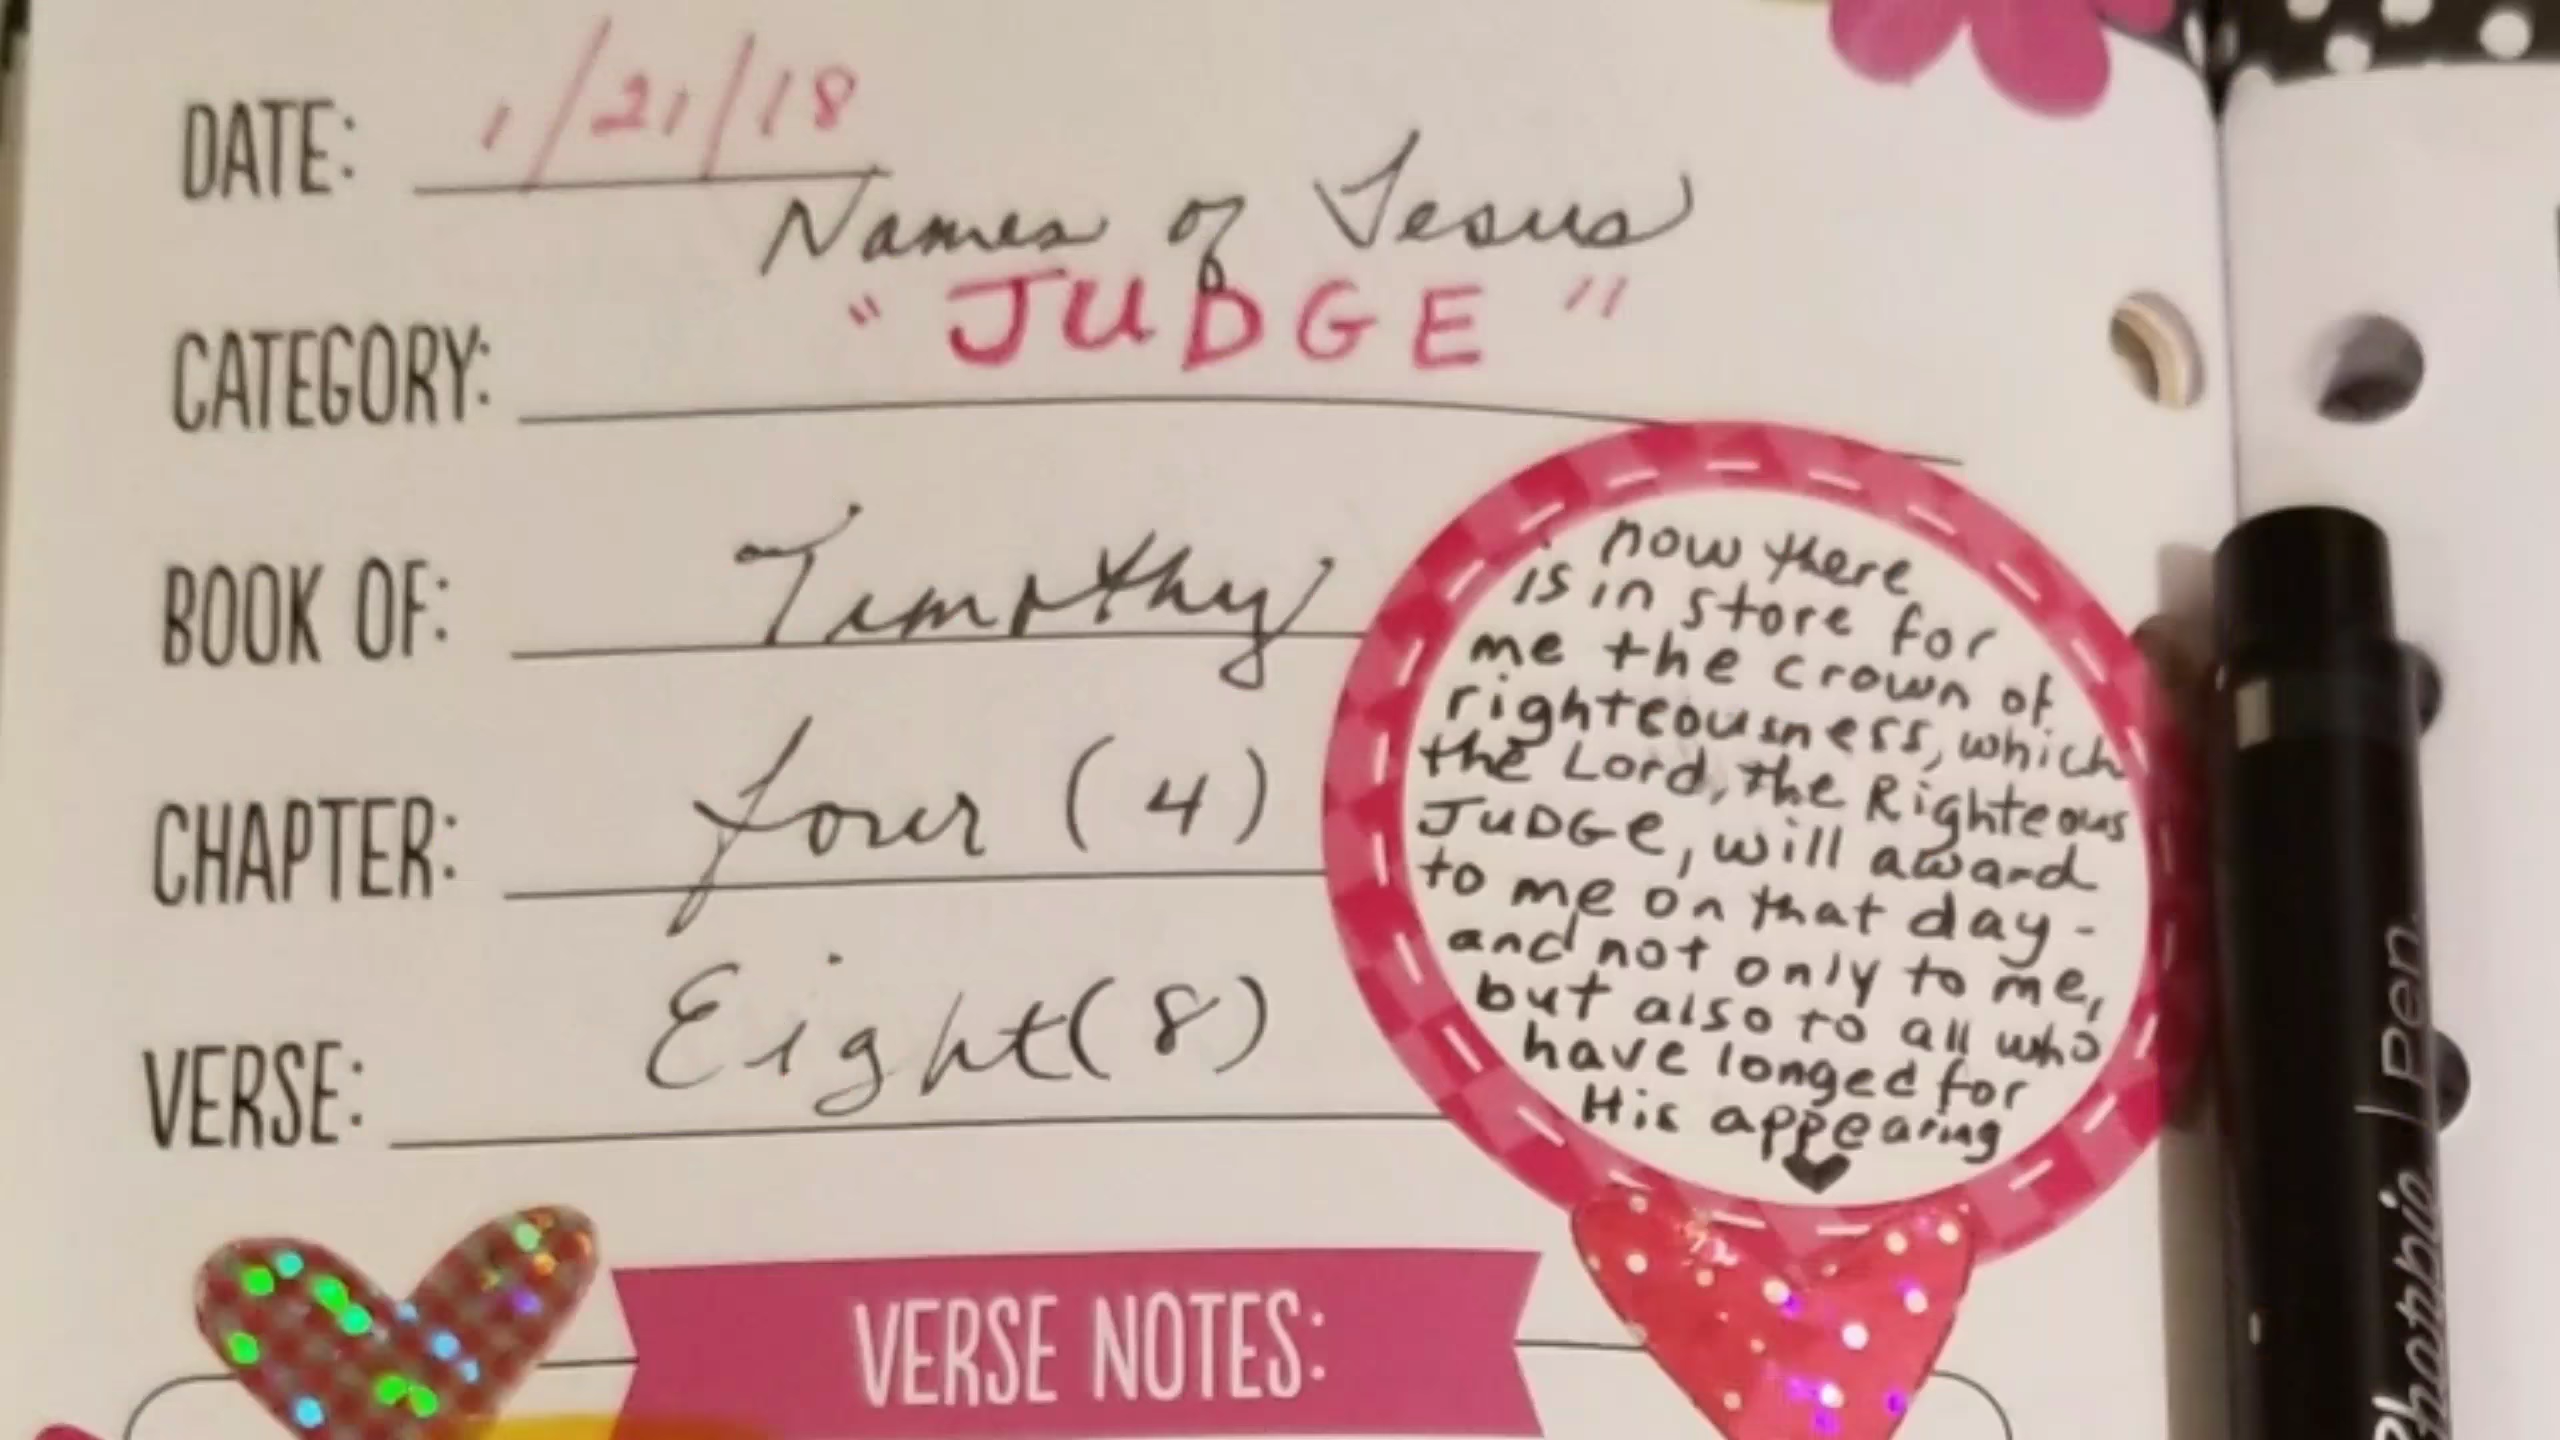 DATE: 1/21/18
Names of Jesus
CATEGORY: "JUDGE"
BOOK OF: Timothy
CHAPTER: four (4)
VERSE: Eight (8)
now there
is in store for
me the crown of
righteousness, which
the Lord, the Righteous
JUDGe, will award
to me on that day -
and not only to me,
but also to all who
have longed for
His appearing
VERSE NOTES:
Pen